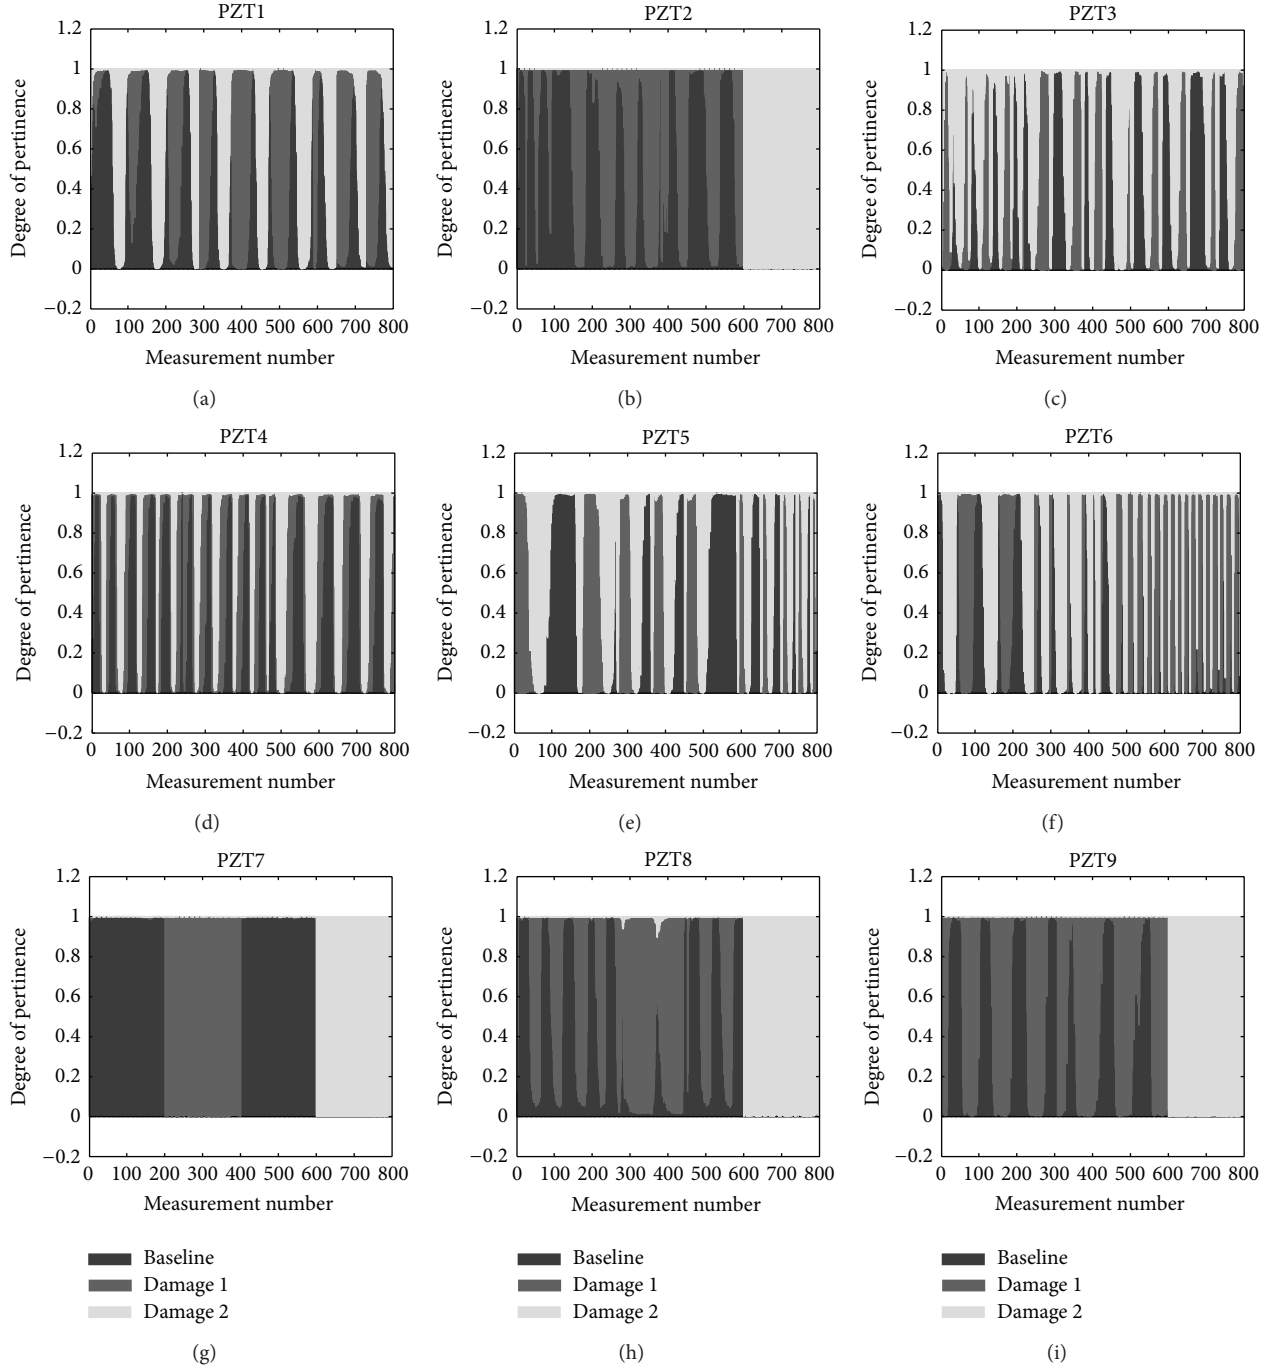 PZT1
1.2
1
0.8
0.6
0.4
0.2
0
−0.2
Degree of pertinence
0 100 200 300 400 500 600 700 800
Measurement number
(a)
PZT2
1.2
1
0.8
0.6
0.4
0.2
0
−0.2
Degree of pertinence
0 100 200 300 400 500 600 700 800
Measurement number
(b)
PZT3
1.2
1
0.8
0.6
0.4
0.2
0
−0.2
Degree of pertinence
0 100 200 300 400 500 600 700 800
Measurement number
(c)
PZT4
1.2
1
0.8
0.6
0.4
0.2
0
−0.2
Degree of pertinence
0 100 200 300 400 500 600 700 800
Measurement number
(d)
PZT5
1.2
1
0.8
0.6
0.4
0.2
0
−0.2
Degree of pertinence
0 100 200 300 400 500 600 700 800
Measurement number
(e)
PZT6
1.2
1
0.8
0.6
0.4
0.2
0
−0.2
Degree of pertinence
0 100 200 300 400 500 600 700 800
Measurement number
(f)
PZT7
1.2
1
0.8
0.6
0.4
0.2
0
−0.2
Degree of pertinence
0 100 200 300 400 500 600 700 800
Measurement number
Baseline
Damage 1
Damage 2
(g)
PZT8
1.2
1
0.8
0.6
0.4
0.2
0
−0.2
Degree of pertinence
0 100 200 300 400 500 600 700 800
Measurement number
Baseline
Damage 1
Damage 2
(h)
PZT9
1.2
1
0.8
0.6
0.4
0.2
0
−0.2
Degree of pertinence
0 100 200 300 400 500 600 700 800
Measurement number
Baseline
Damage 1
Damage 2
(i)